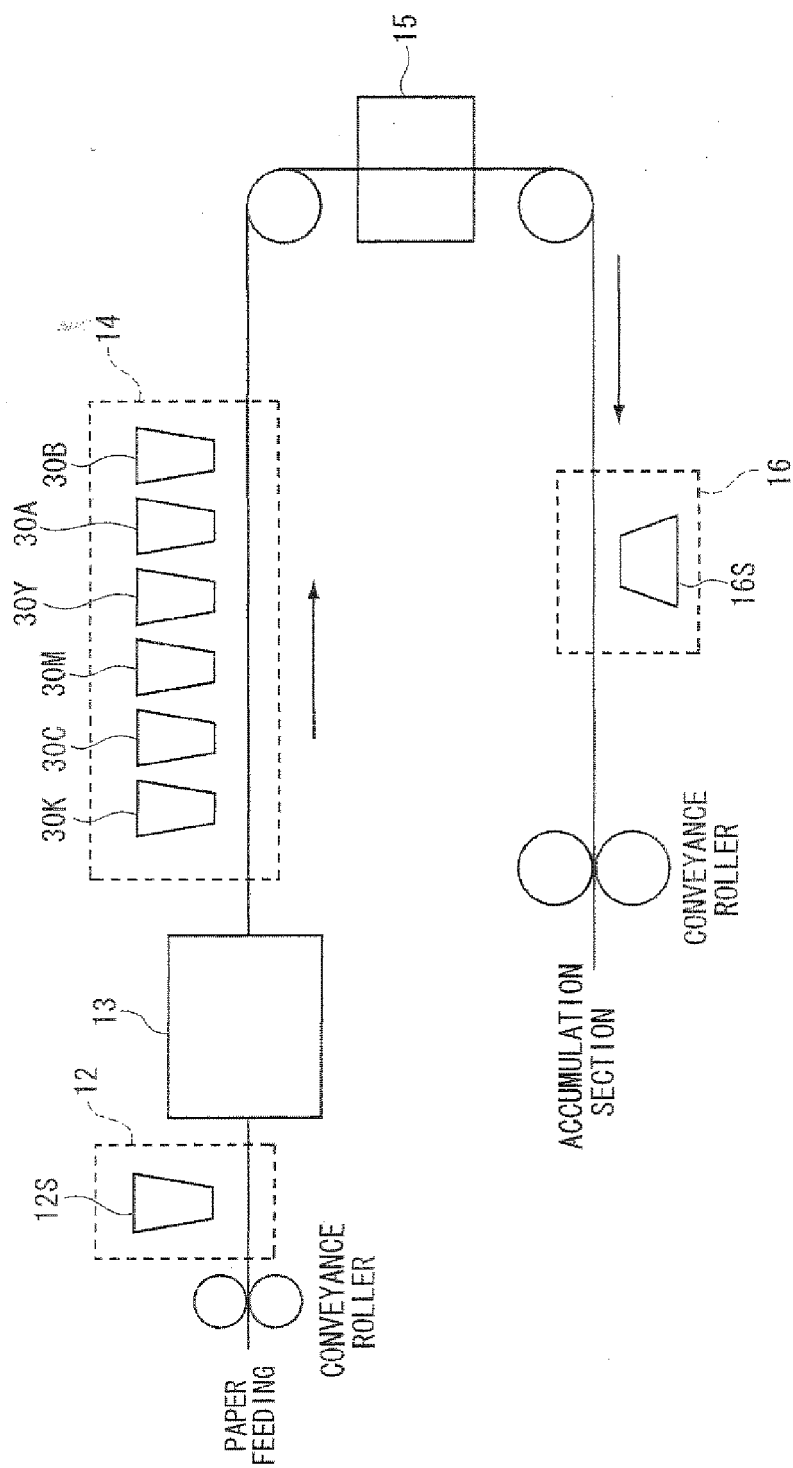 PAPER
FEEDING
CONVEYANCE
ROLLER
12S
12
13
30K
30C
30M
30Y
30A
30B
14
15
16
16S
CONVEYANCE
ROLLER
ACCUMULATION
SECTION